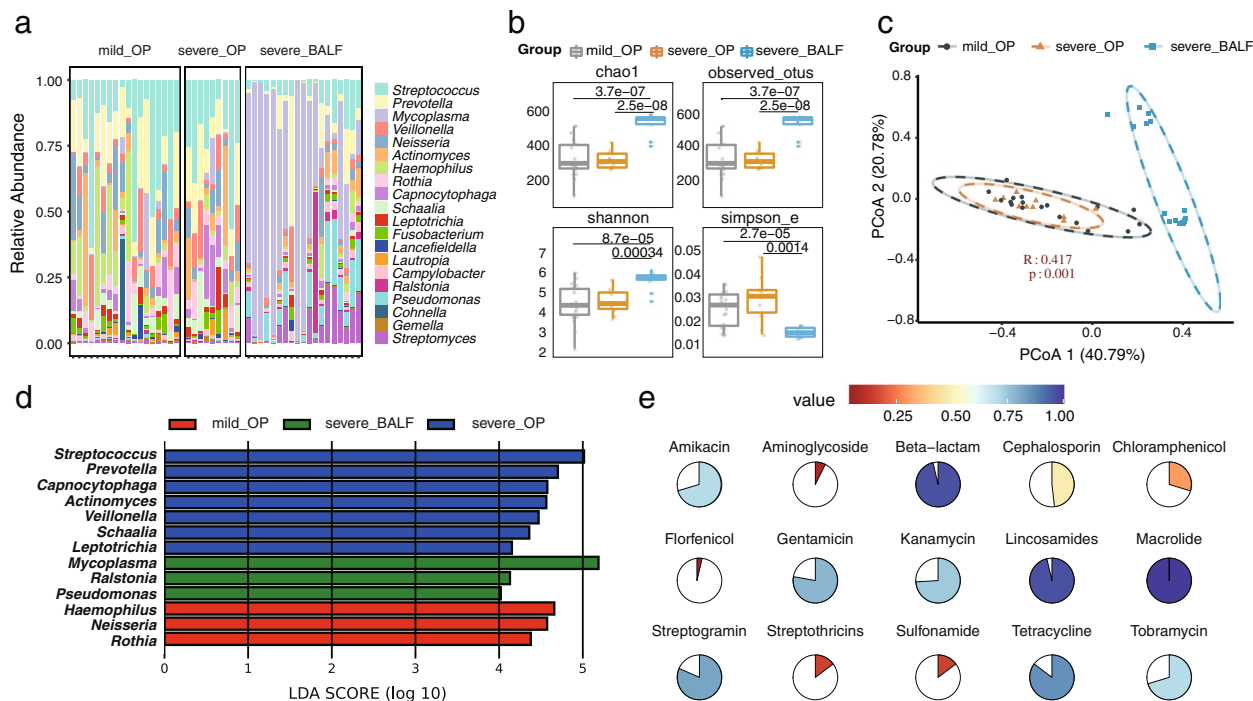 a
mild_OP severe_OP severe_BALF
Relative Abundance
1.00
0.75
0.50
0.25
0.00
Streptococcus
Prevotella
Mycoplasma
Veillonella
Neisseria
Actinomyces
Haemophilus
Rothia
Capnocytophaga
Schaalia
Leptotrichia
Fusobacterium
Lancefieldella
Lautropia
Campylobacter
Ralstonia
Pseudomonas
Cohnella
Gemella
Streptomyces
b
Group mild_OP severe_OP severe_BALF
chao1
3.7e-07
2.5e-08
600
400
200
observed_otus
3.7e-07
2.5e-08
600
400
200
shannon
8.7e-05
0.00034
7
6
5
4
3
2
simpson_e
2.7e-05
0.0014
0.05
0.04
0.03
0.02
0.01
c
Group mild_OP severe_OP severe_BALF
PCoA 2 (20.78%)
0.8
0.4
0.0
−0.4
−0.8
R : 0.417
p : 0.001
−0.4 0.0 0.4
PCoA 1 (40.79%)
d
mild_OP severe_BALF severe_OP
Streptococcus
Prevotella
Capnocytophaga
Actinomyces
Veillonella
Schaalia
Leptotrichia
Mycoplasma
Ralstonia
Pseudomonas
Haemophilus
Neisseria
Rothia
0 1 2 3 4 5
LDA SCORE (log 10)
e
value
0.25 0.50 0.75 1.00
Amikacin Aminoglycoside Beta−lactam Cephalosporin Chloramphenicol
Florfenicol Gentamicin Kanamycin Lincosamides Macrolide
Streptogramin Streptothricins Sulfonamide Tetracycline Tobramycin